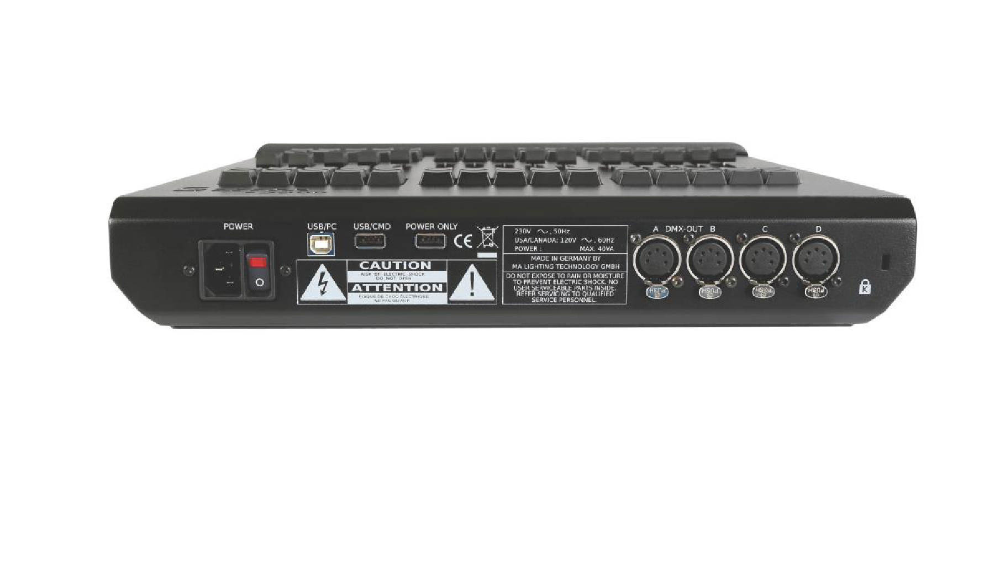 POWER
USB/PC
USB/CMD
POWER ONLY
CE
CAUTION
RISK OF ELECTRIC SHOCK
DO NOT OPEN
ATTENTION
RISQUE DE CHOC ÉLECTRIQUE
NE PAS OUVRIR
230V ~, 50Hz
USA/CANADA: 120V ~, 60Hz
POWER : MAX. 40VA
MADE IN GERMANY BY
MA LIGHTING TECHNOLOGY GMBH
DO NOT EXPOSE TO RAIN OR MOISTURE
TO PREVENT ELECTRIC SHOCK. NO
USER SERVICEABLE PARTS INSIDE.
REFER SERVICING TO QUALIFIED
SERVICE PERSONNEL.
A DMX-OUT B C D
PUSH PUSH PUSH PUSH
K